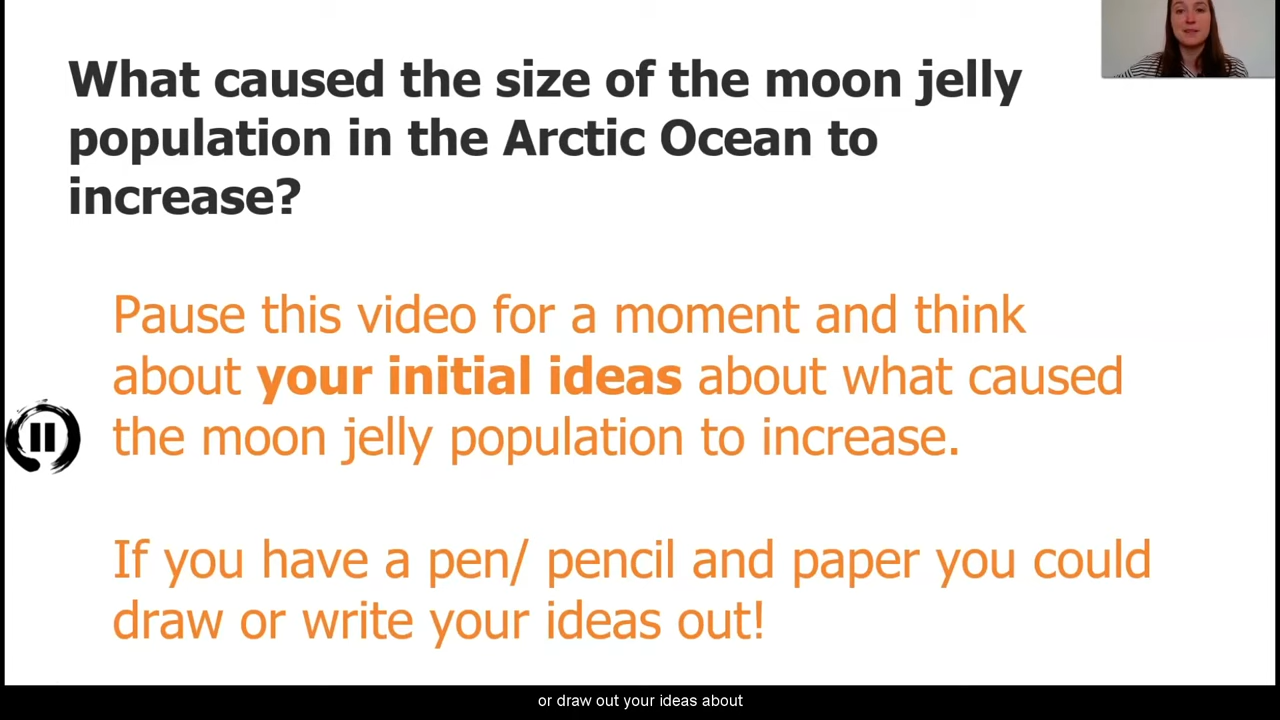 What caused the size of the moon jelly
population in the Arctic Ocean to
increase?
Pause this video for a moment and think
about your initial ideas about what caused
the moon jelly population to increase.
If you have a pen/ pencil and paper you could
draw or write your ideas out!
or draw out your ideas about